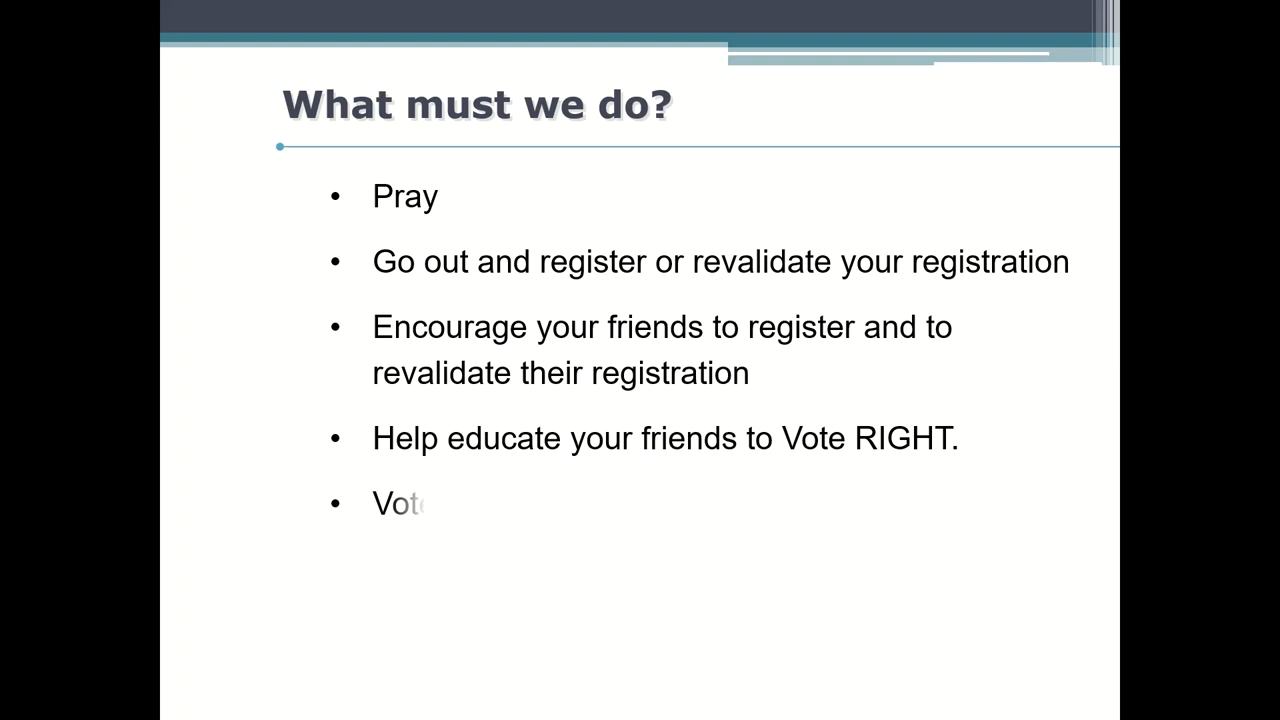 What must we do?
• Pray
• Go out and register or revalidate your registration
• Encourage your friends to register and to
revalidate their registration
• Help educate your friends to Vote RIGHT.
• Vote